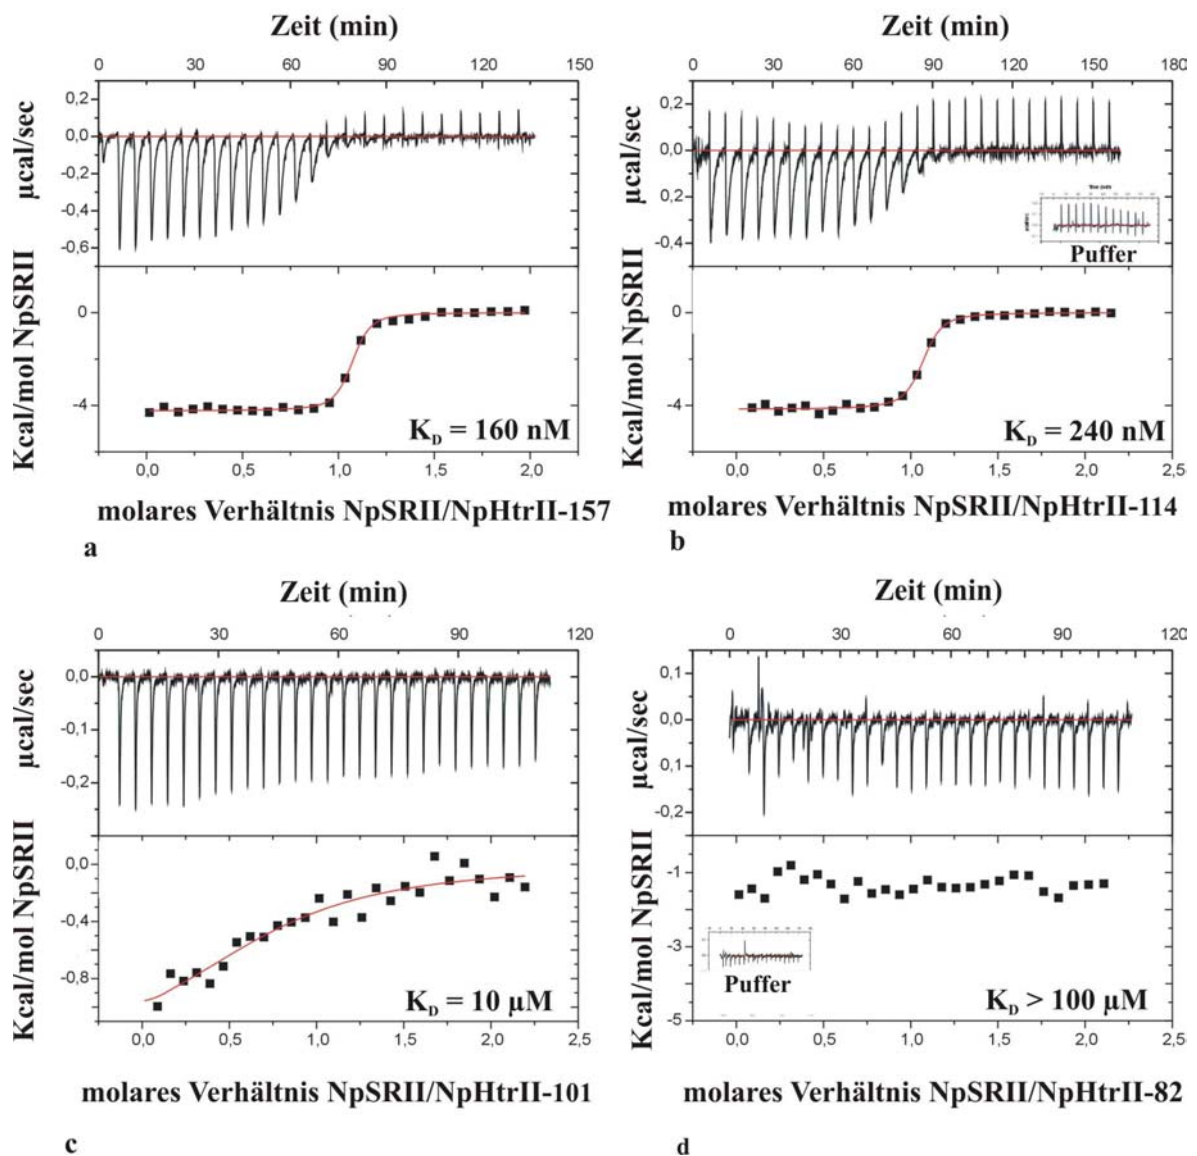 Zeit (min)
0 30 60 90 120 150
µcal/sec
0,2
0,0
-0,2
-0,4
-0,6
Kcal/mol NpSRII
0
-4
K_D = 160 nM
0,0 0,5 1,0 1,5 2,0
molares Verhältnis NpSRII/NpHtrII-157
a
Zeit (min)
0 30 60 90 120 150 180
µcal/sec
0,2
0,0
0,2
-0,4
Puffer
Kcal/mol NpSRII
0
-4
K_D = 240 nM
0,0 0,5 1,0 1,5 2,0 2,5
molares Verhältnis NpSRII/NpHtrII-114
b
Zeit (min)
0 30 60 90 120
µcal/sec
0,0
-0,1
-0,2
Kcal/mol NpSRII
0,0
-0,4
-0,8
K_D = 10 µM
0,0 0,5 1,0 1,5 2,0 2,5
molares Verhältnis NpSRII/NpHtrII-101
c
Zeit (min)
0 30 60 90 120
µcal/sec
0,1
0,0
0,1
-0,2
Kcal/mol NpSRII
-1
-3
-5
Puffer
K_D > 100 µM
0,0 0,5 1,0 1,5 2,0 2,5
molares Verhältnis NpSRII/NpHtrII-82
d